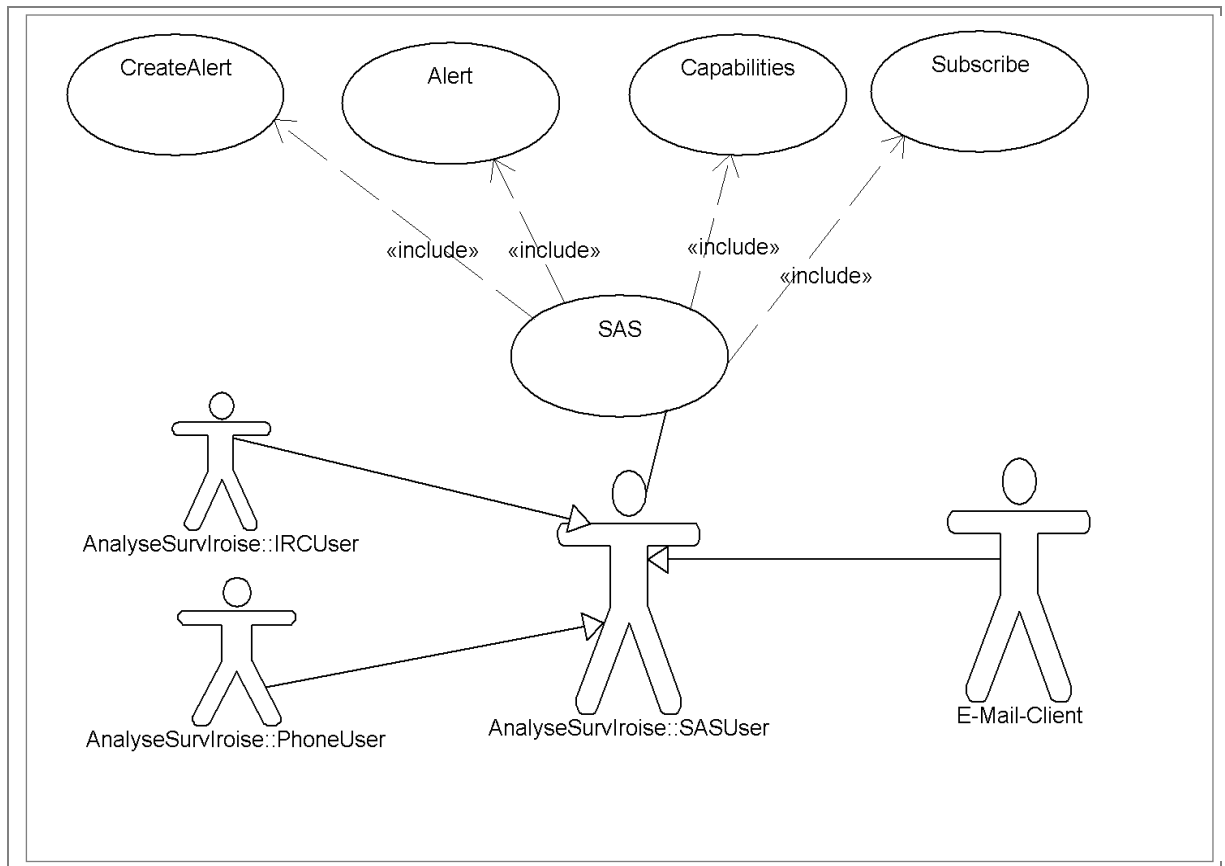 CreateAlert
Alert
Capabilities
Subscribe
«include»
«include»
«include»
«include»
SAS
AnalyseSurvIroise::IRCUser
AnalyseSurvIroise::PhoneUser
AnalyseSurvIroise::SASUser
E-Mail-Client